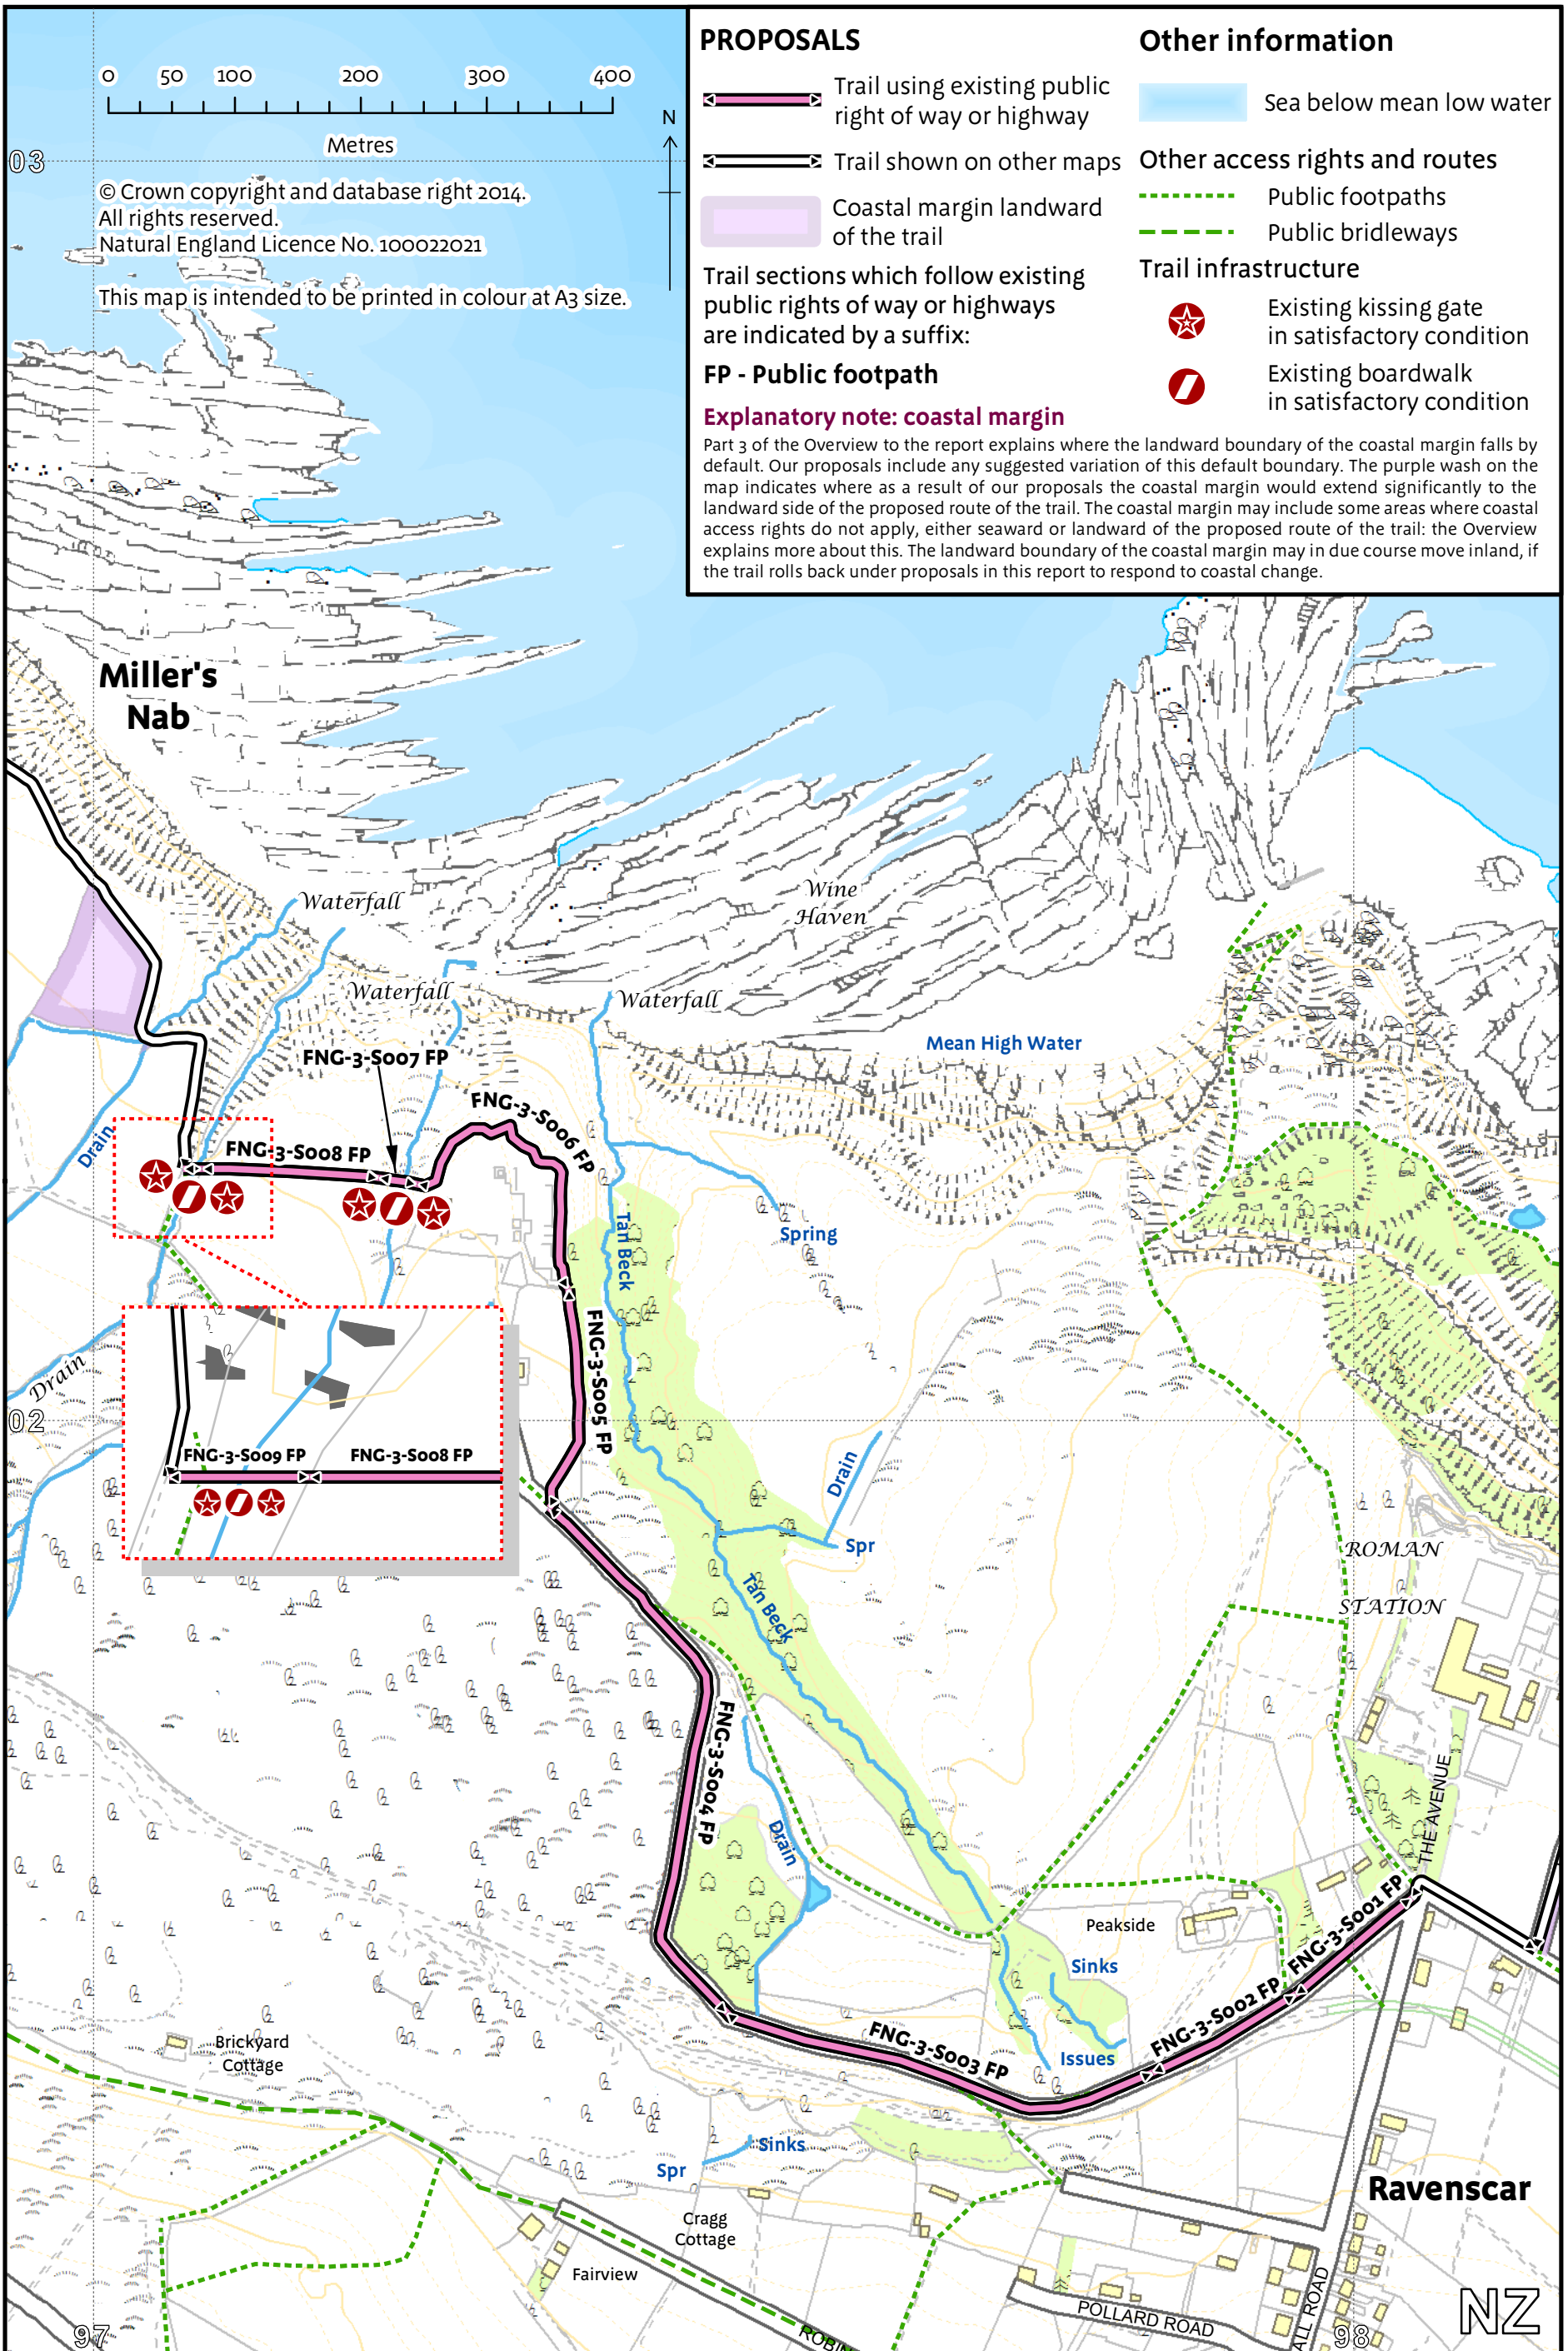 0 50 100 200 300 400
Metres
N
03
© Crown copyright and database right 2014.
All rights reserved.
Natural England Licence No. 100022021
This map is intended to be printed in colour at A3 size.
PROPOSALS
Trail using existing public
right of way or highway
Trail shown on other maps
Coastal margin landward
of the trail
Trail sections which follow existing
public rights of way or highways
are indicated by a suffix:
FP - Public footpath
Other information
Sea below mean low water
Other access rights and routes
Public footpaths
Public bridleways
Trail infrastructure
Existing kissing gate
in satisfactory condition
Existing boardwalk
in satisfactory condition
Explanatory note: coastal margin
Part 3 of the Overview to the report explains where the landward boundary of the coastal margin falls by
default. Our proposals include any suggested variation of this default boundary. The purple wash on the
map indicates where as a result of our proposals the coastal margin would extend significantly to the
landward side of the proposed route of the trail. The coastal margin may include some areas where coastal
access rights do not apply, either seaward or landward of the proposed route of the trail: the Overview
explains more about this. The landward boundary of the coastal margin may in due course move inland, if
the trail rolls back under proposals in this report to respond to coastal change.
Miller's
Nab
Waterfall
Wine
Haven
Waterfall
Waterfall
Mean High Water
FNG-3-S007 FP
FNG-3-S006 FP
Drain
FNG-3-S008 FP
Tan Beck
Spring
FNG-3-S005 FP
Drain
02
FNG-3-S009 FP
FNG-3-S008 FP
Drain
Spr
ROMAN
STATION
Tan Beck
FNG-3-S004 FP
Drain
THE AVENUE
Peakside
FNG-3-S001 FP
Sinks
FNG-3-S002 FP
FNG-3-S003 FP
Issues
Brickyard
Cottage
Sinks
Spr
Ravenscar
Cragg
Cottage
Fairview
POLLARD ROAD
ALL ROAD
ROBIN
NZ
97
98